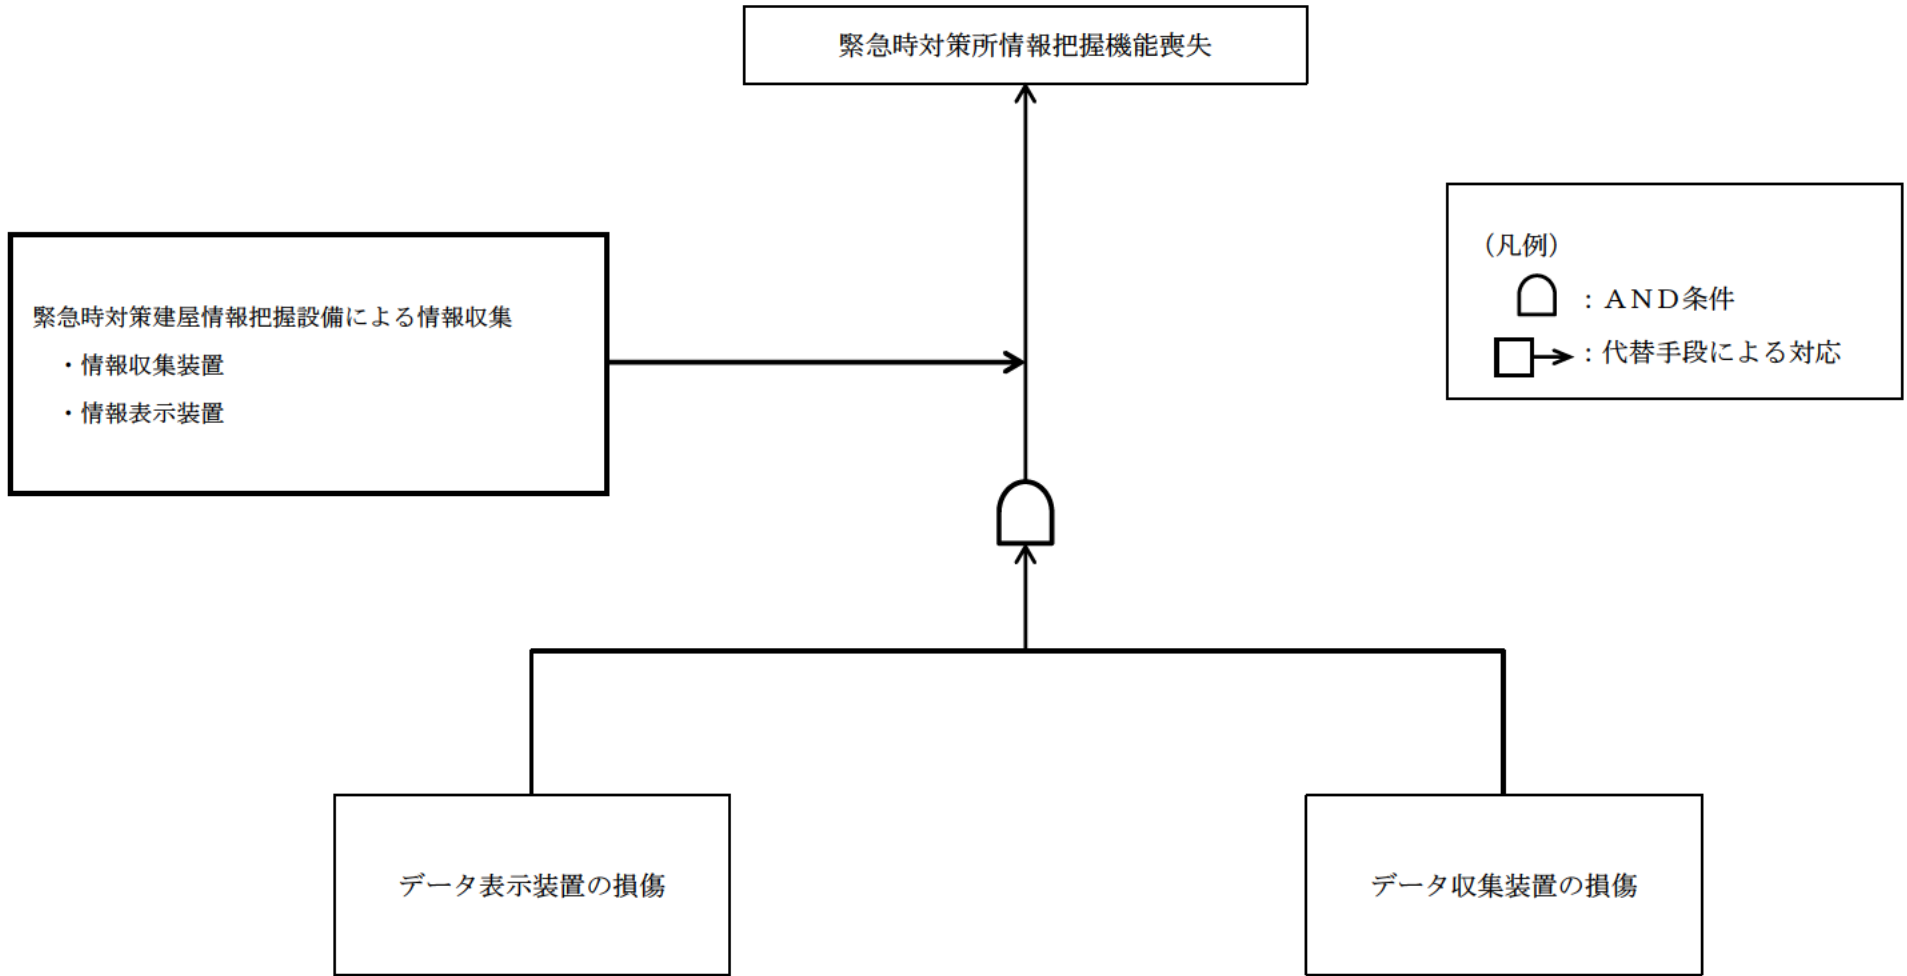 緊急時対策所情報把握機能喪失
(凡例)
：ＡＮＤ条件
：代替手段による対応
緊急時対策建屋情報把握設備による情報収集
・情報収集装置
・情報表示装置
データ表示装置の損傷
データ収集装置の損傷